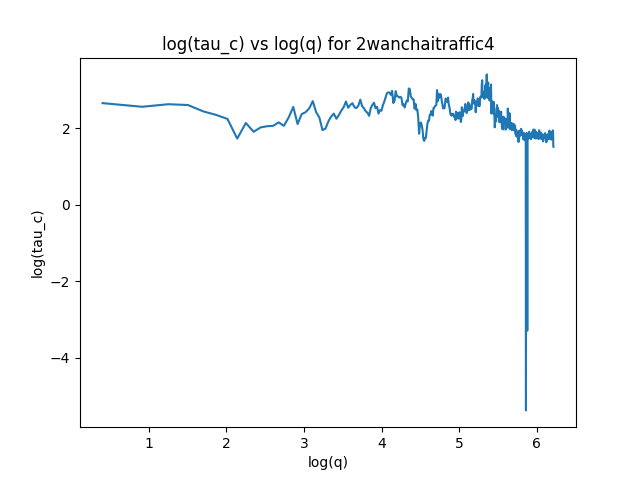 log(tau_c) vs log(q) for 2wanchaitraffic4
log(tau_c)
2
0
−2
−4
1 2 3 4 5 6
log(q)